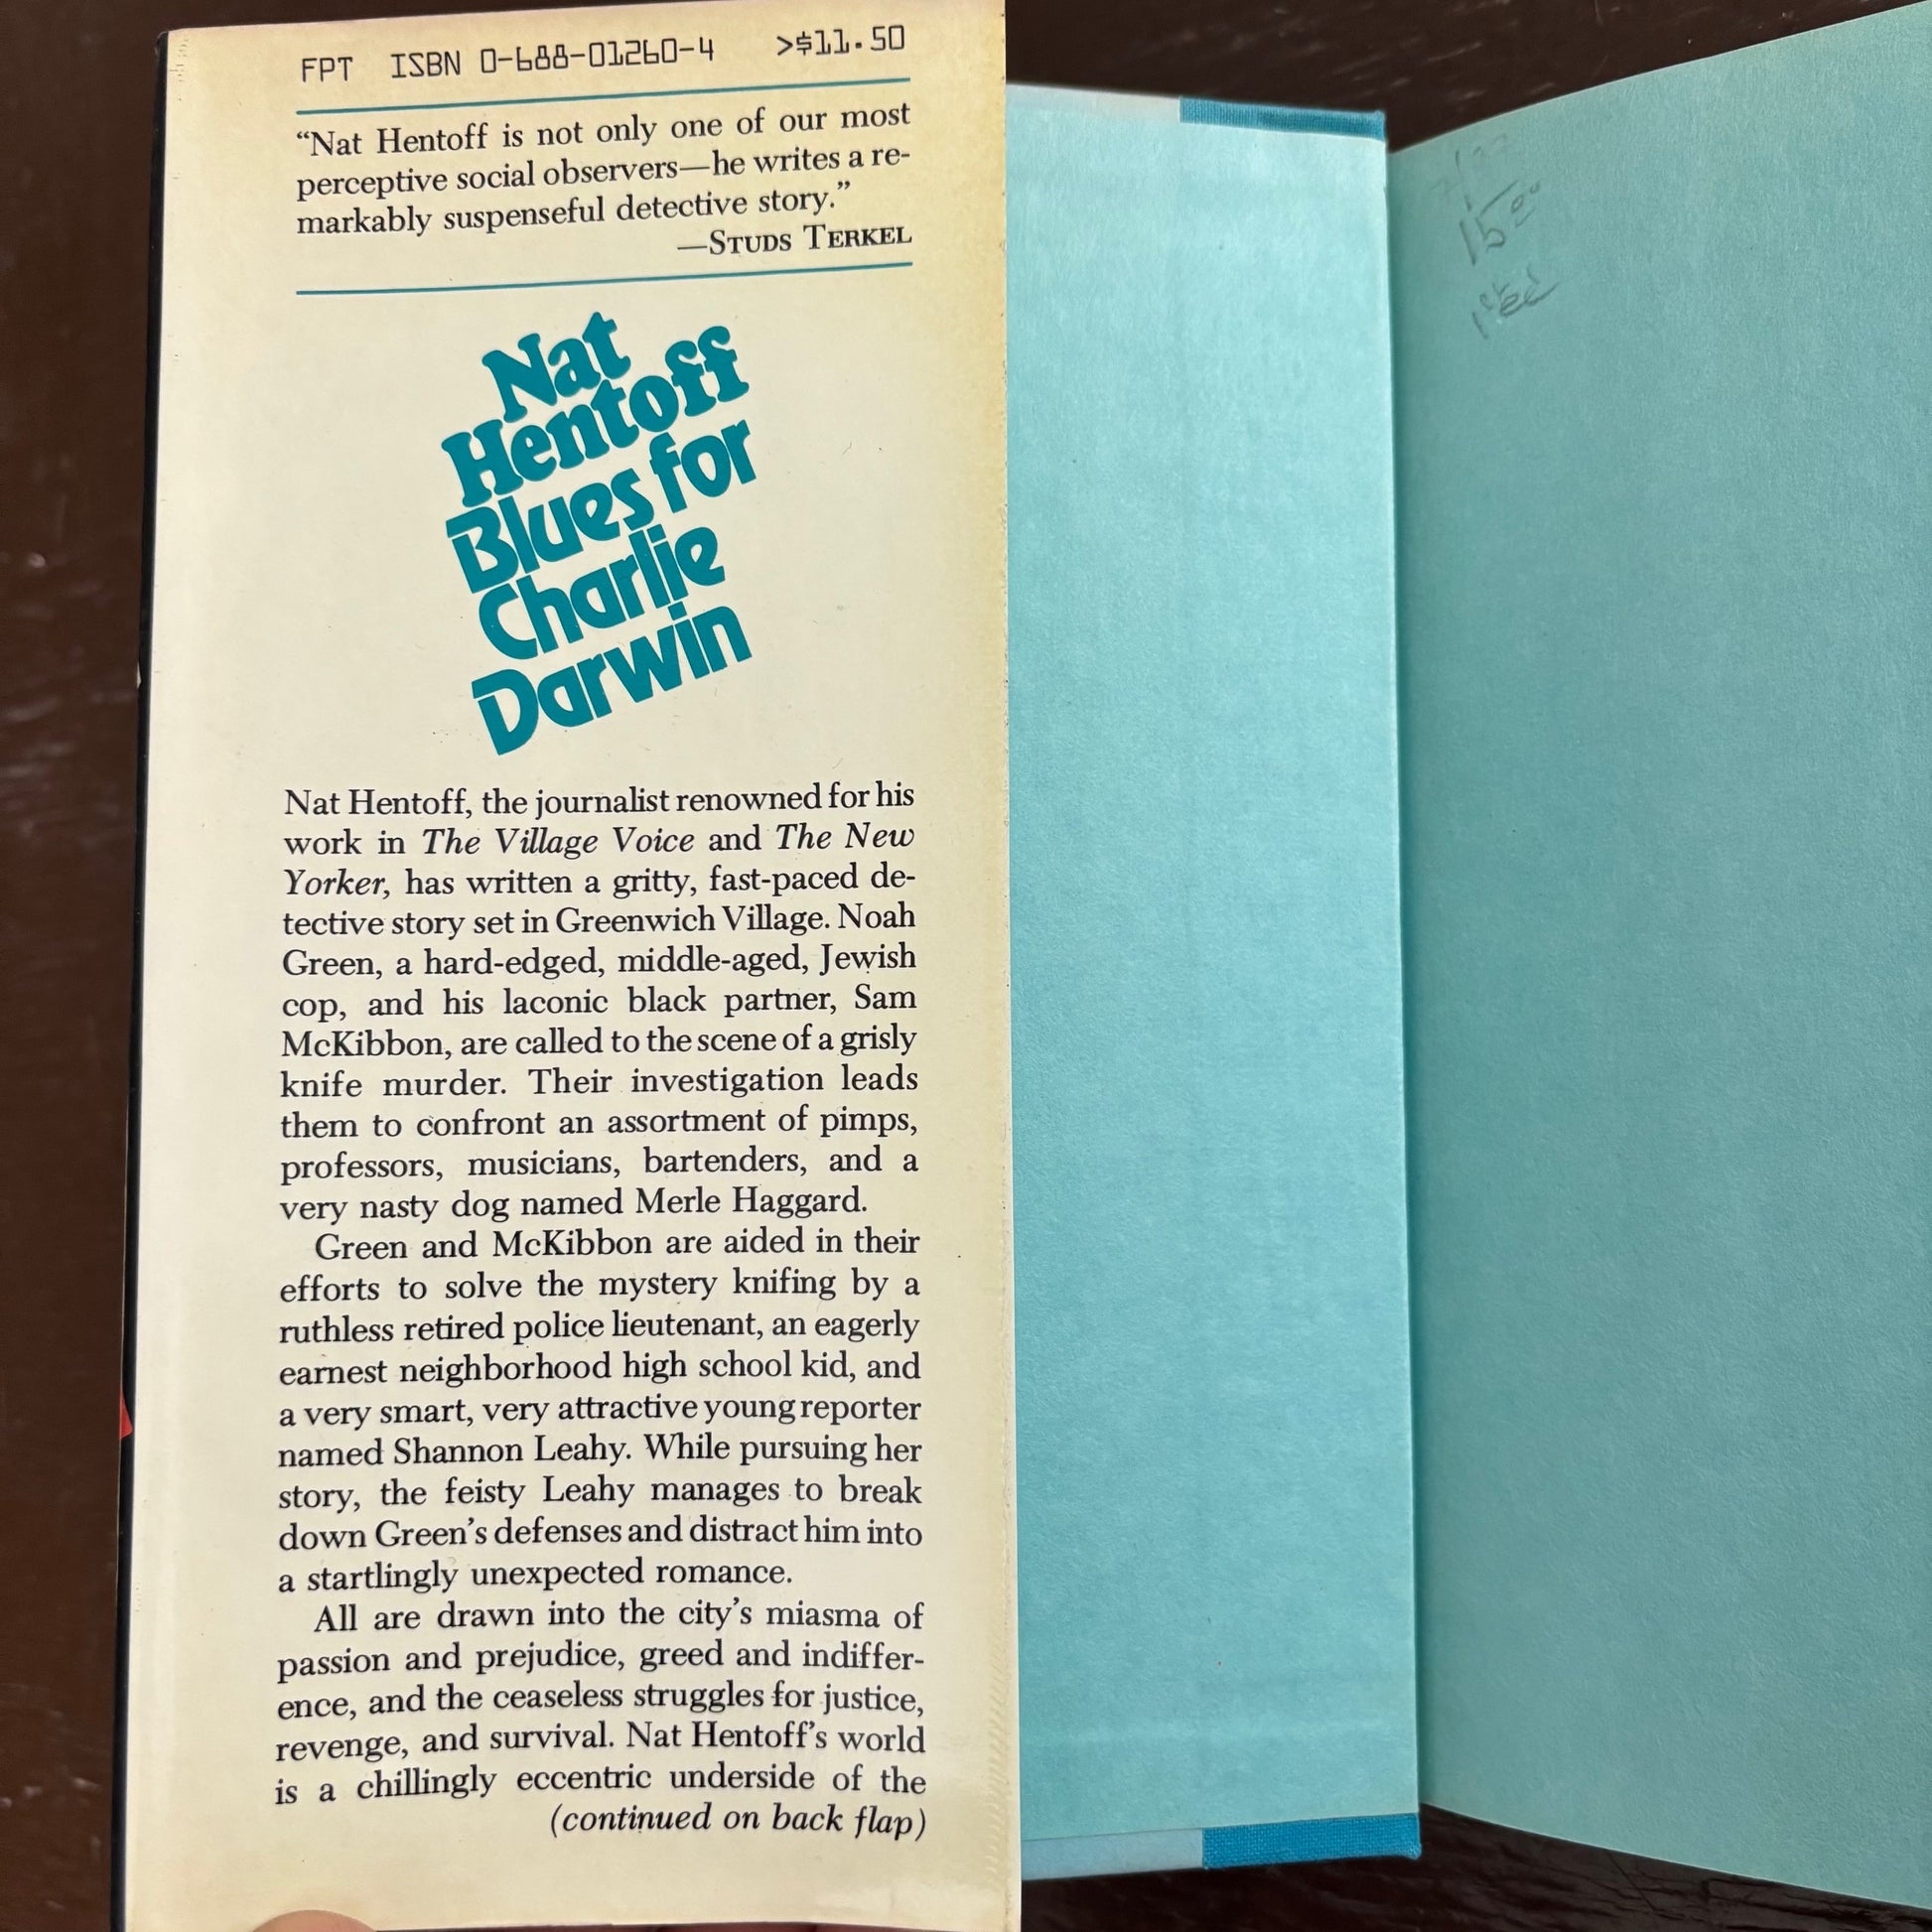 FPT ISBN 0-688-01260-4 >$11.50
“Nat Hentoff is not only one of our most
perceptive social observers—he writes a re-
markably suspenseful detective story.”
—STUDS TERKEL
Nat
Hentoff
Blues for
Charlie
Darwin
Nat Hentoff, the journalist renowned for his
work in The Village Voice and The New
Yorker, has written a gritty, fast-paced de-
tective story set in Greenwich Village. Noah
Green, a hard-edged, middle-aged, Jewish
cop, and his laconic black partner, Sam
McKibbon, are called to the scene of a grisly
knife murder. Their investigation leads
them to confront an assortment of pimps,
professors, musicians, bartenders, and a
very nasty dog named Merle Haggard.
Green and McKibbon are aided in their
efforts to solve the mystery knifing by a
ruthless retired police lieutenant, an eagerly
earnest neighborhood high school kid, and
a very smart, very attractive young reporter
named Shannon Leahy. While pursuing her
story, the feisty Leahy manages to break
down Green’s defenses and distract him into
a startlingly unexpected romance.
All are drawn into the city’s miasma of
passion and prejudice, greed and indiffer-
ence, and the ceaseless struggles for justice,
revenge, and survival. Nat Hentoff’s world
is a chillingly eccentric underside of the
(continued on back flap)
1500